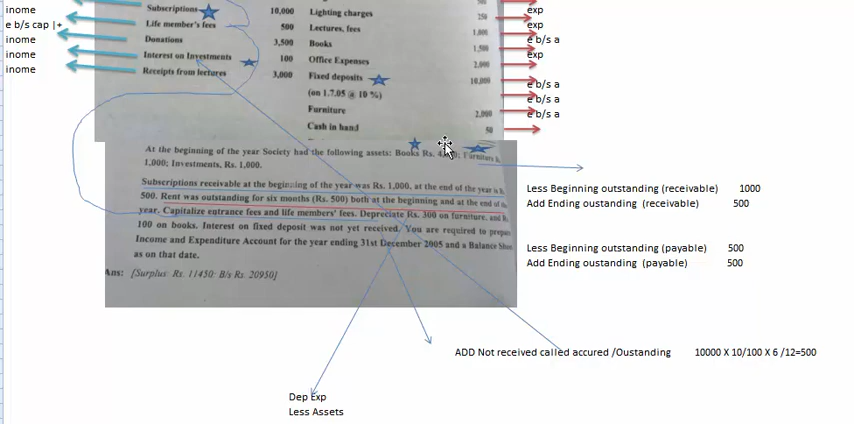 inome
e b/s cap |+
inome
inome
inome
Subscriptions 10,000 Lighting charges 250 exp
Life member's fees 500 Lectures, fees 1,000 exp
Donations 3,500 Books 1,500 e b/s a
Interest on Investments 100 Office Expenses 2,000 exp
Receipts from lectures 3,000 Fixed deposits 10,000 e b/s a
(on 1.7.05 @ 10 %) e b/s a
Furniture 2,000 e b/s a
Cash in hand 50
At the beginning of the year Society had the following assets: Books Rs.
1,000; Investments, Rs. 1,000.
Subscriptions receivable at the beginning of the year was Rs. 1,000, at the end of the year
500. Rent was outstanding for six months (Rs. 500) both at the beginning and at the end of
year. Capitalize entrance fees and life members' fees. Depreciate Rs. 300 on furniture, and
100 on books. Interest on fixed deposit was not yet received. You are required to
Income and Expenditure Account for the year ending 31st December 2005 and a Balance
as on that date.
Ans: [Surplus: Rs. 11450: B/s Rs. 20950]
Less Beginning outstanding (receivable) 1000
Add Ending oustanding (receivable) 500
Less Beginning outstanding (payable) 500
Add Ending oustanding (payable) 500
ADD Not received called accured /Oustanding 10000 X 10/100 X 6 /12=500
Dep Exp
Less Assets